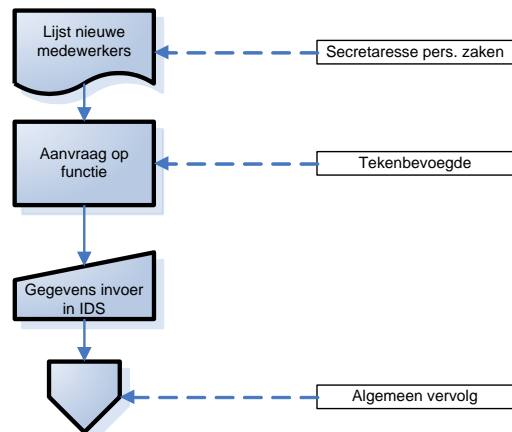 Lijst nieuwe
medewerkers
Secretaresse pers. zaken
Aanvraag op
functie
Tekenbevoegde
Gegevens invoer
in IDS
Algemeen vervolg